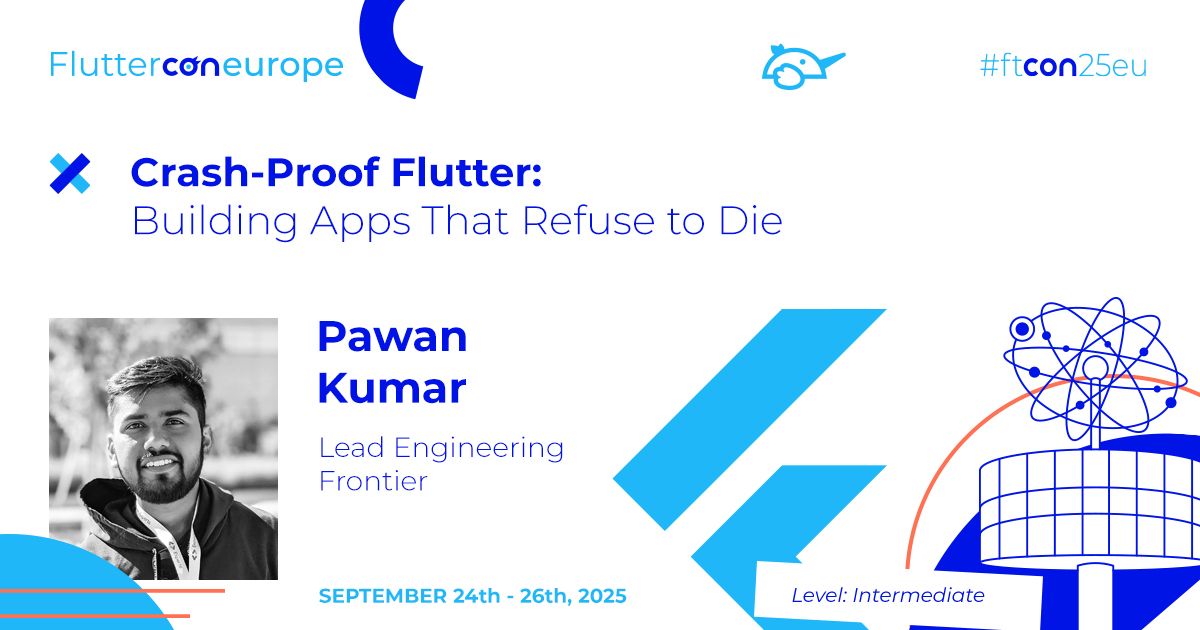 Fluttercon europe
#ftcon25eu
Crash-Proof Flutter:
Building Apps That Refuse to Die
Pawan
Kumar
Lead Engineering
Frontier
SEPTEMBER 24th - 26th, 2025
Level: Intermediate